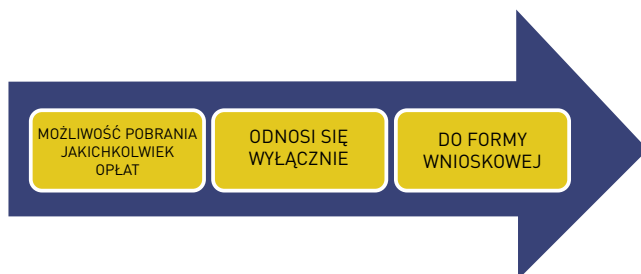 MOŻLIWOŚĆ POBRANIA
JAKICHKOLWIEK
OPŁAT
ODNOSI SIĘ
WYŁĄCZNIE
DO FORMY
WNIOSKOWEJ